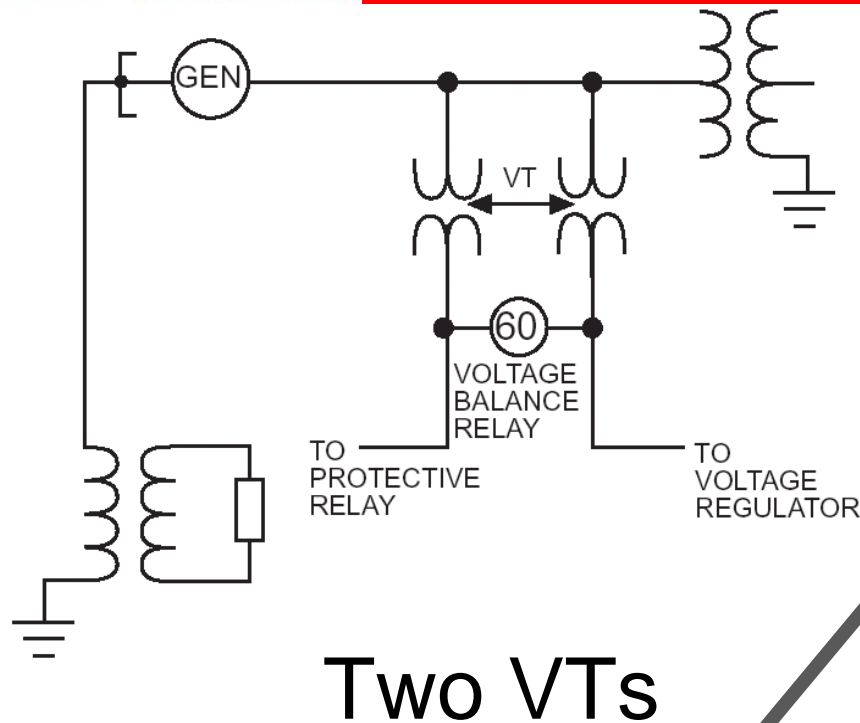 GEN
VT
60
VOLTAGE
BALANCE
RELAY
TO
PROTECTIVE
RELAY
TO
VOLTAGE
REGULATOR
Two VTs